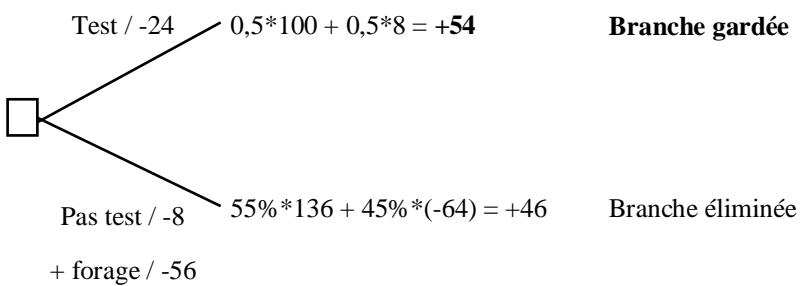 Test / -24 0,5*100 + 0,5*8 = +54 Branche gardée
Pas test / -8 55%*136 + 45%*(-64) = +46 Branche éliminée
+ forage / -56